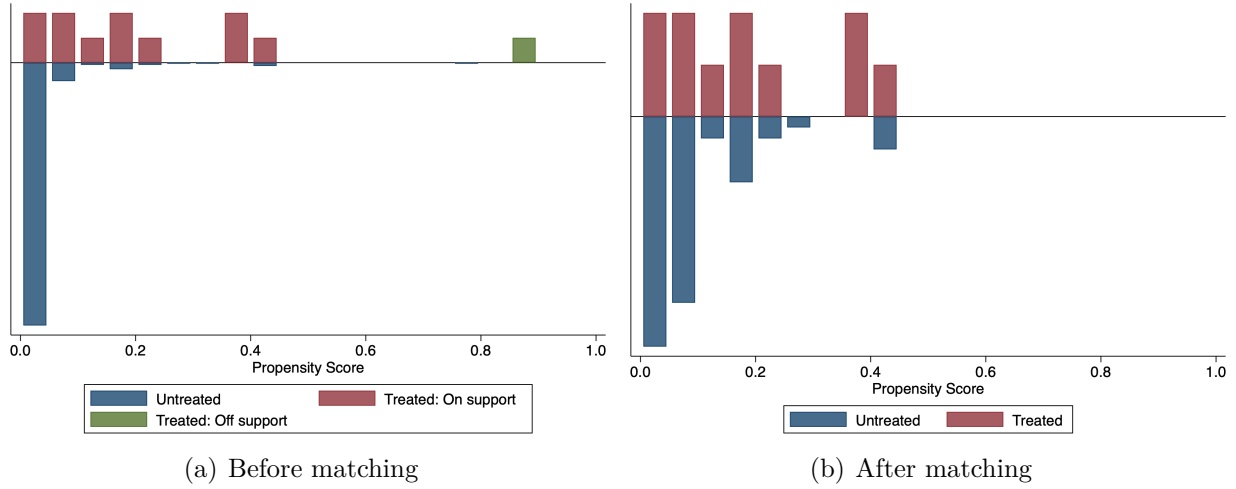 0.0 0.2 0.4 0.6 0.8 1.0
Propensity Score
Untreated Treated: On support
Treated: Off support
(a) Before matching
0.0 0.2 0.4 0.6 0.8 1.0
Propensity Score
Untreated Treated
(b) After matching